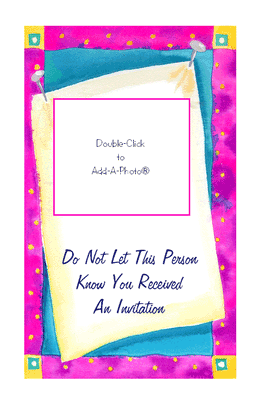 Double-Click
to
Add-A-Photo®
Do Not Let This Person
Know You Received
An Invitation